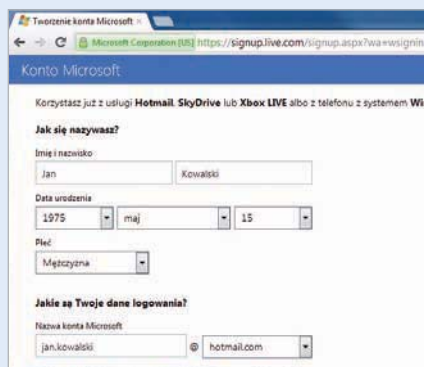 Tworzenie konta Microsoft ×
Microsoft Corporation [US] https://signup.live.com/signup.aspx?wa=wsignin
Konto Microsoft
Korzystasz już z usługi Hotmail, SkyDrive lub Xbox LIVE albo z telefonu z systemem Wi
Jak się nazywasz?
Imię i nazwisko
Jan Kowalski
Data urodzenia
1975 maj 15
Płeć
Mężczyzna
Jakie są Twoje dane logowania?
Nazwa konta Microsoft
jan.kowalski @ hotmail.com